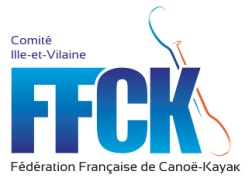 Comité
Ille-et-Vilaine
FFCK
Fédération Française de Canoë-Kayak